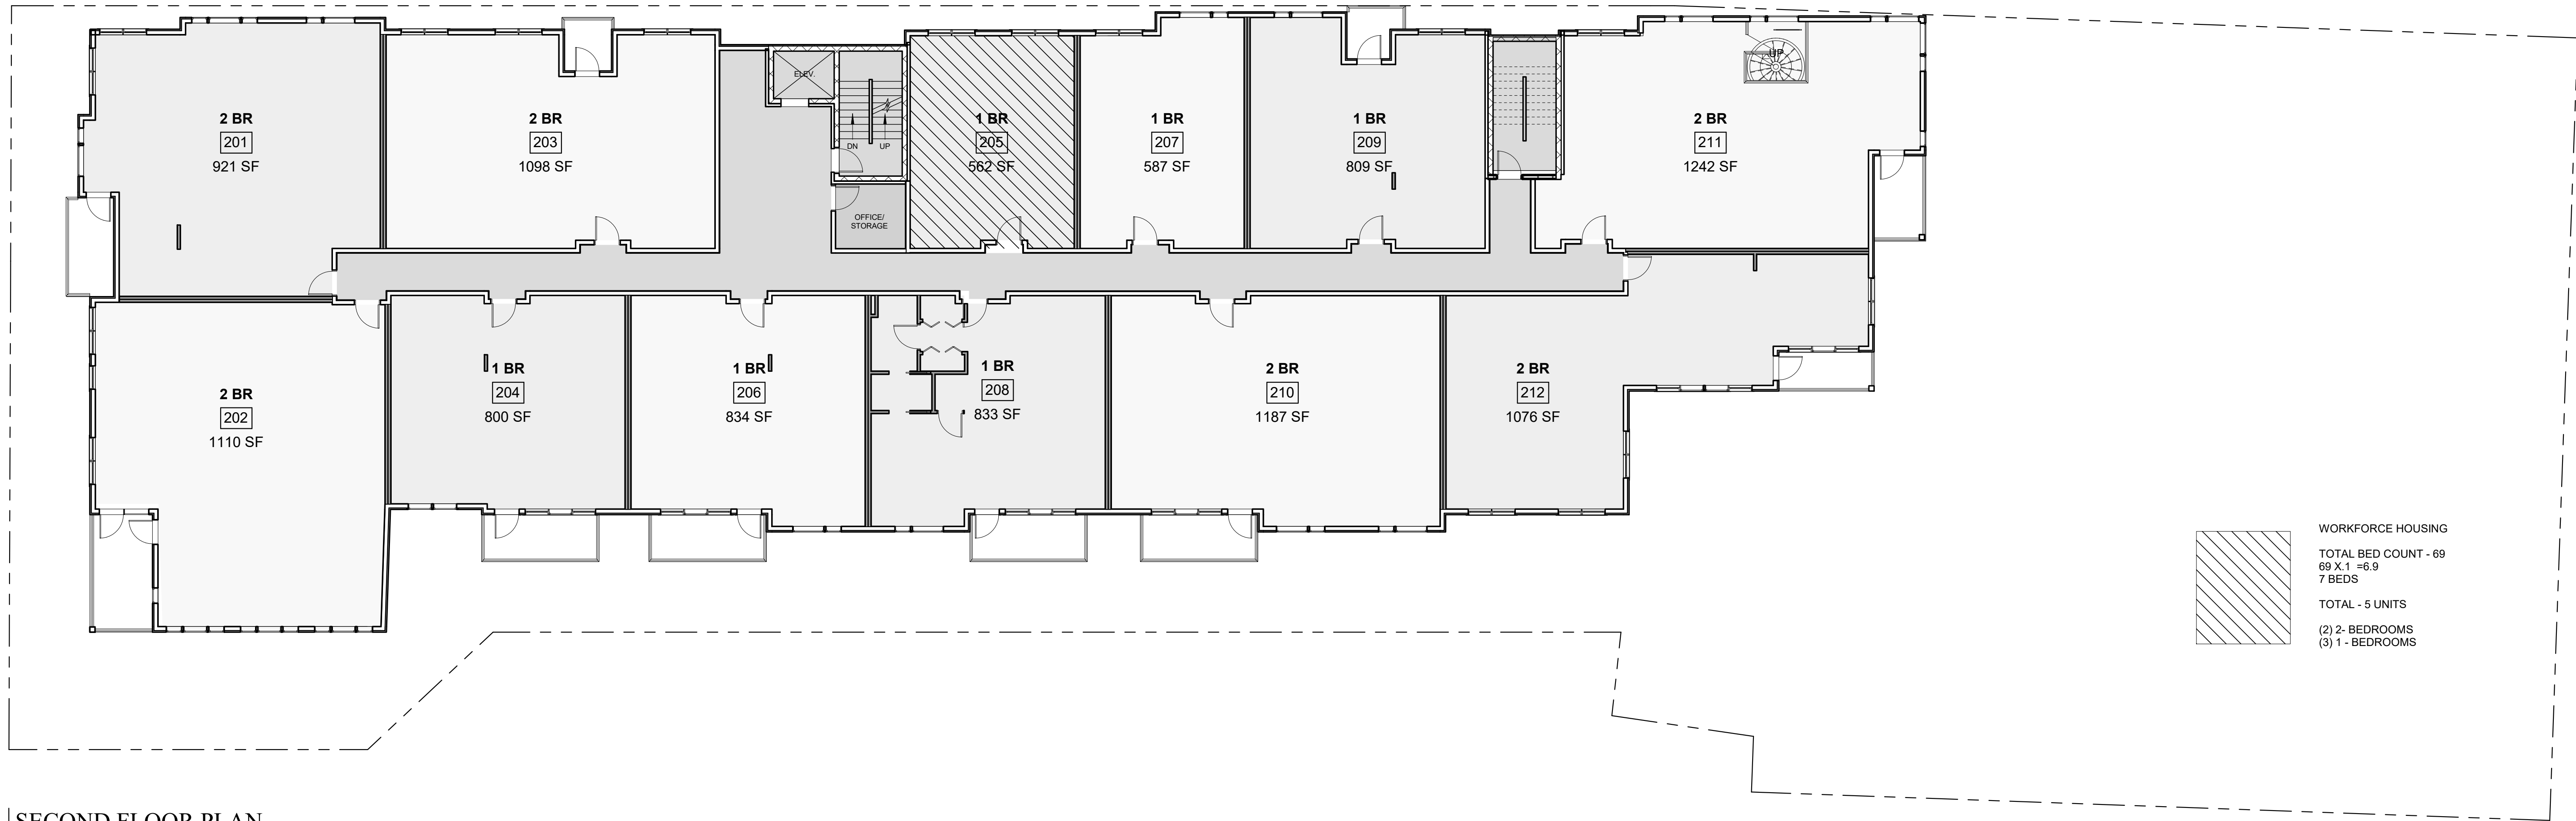 2 BR
201
921 SF
2 BR
203
1098 SF
ELEV.
DN
UP
OFFICE/
STORAGE
1 BR
205
562 SF
1 BR
207
587 SF
1 BR
209
809 SF
2 BR
211
1242 SF
UP
2 BR
202
1110 SF
1 BR
204
800 SF
1 BR
206
834 SF
1 BR
208
833 SF
2 BR
210
1187 SF
2 BR
212
1076 SF
WORKFORCE HOUSING
TOTAL BED COUNT - 69
69 X.1 =6.9
7 BEDS
TOTAL - 5 UNITS
(2) 2- BEDROOMS
(3) 1 - BEDROOMS
SECOND FLOOR PLAN